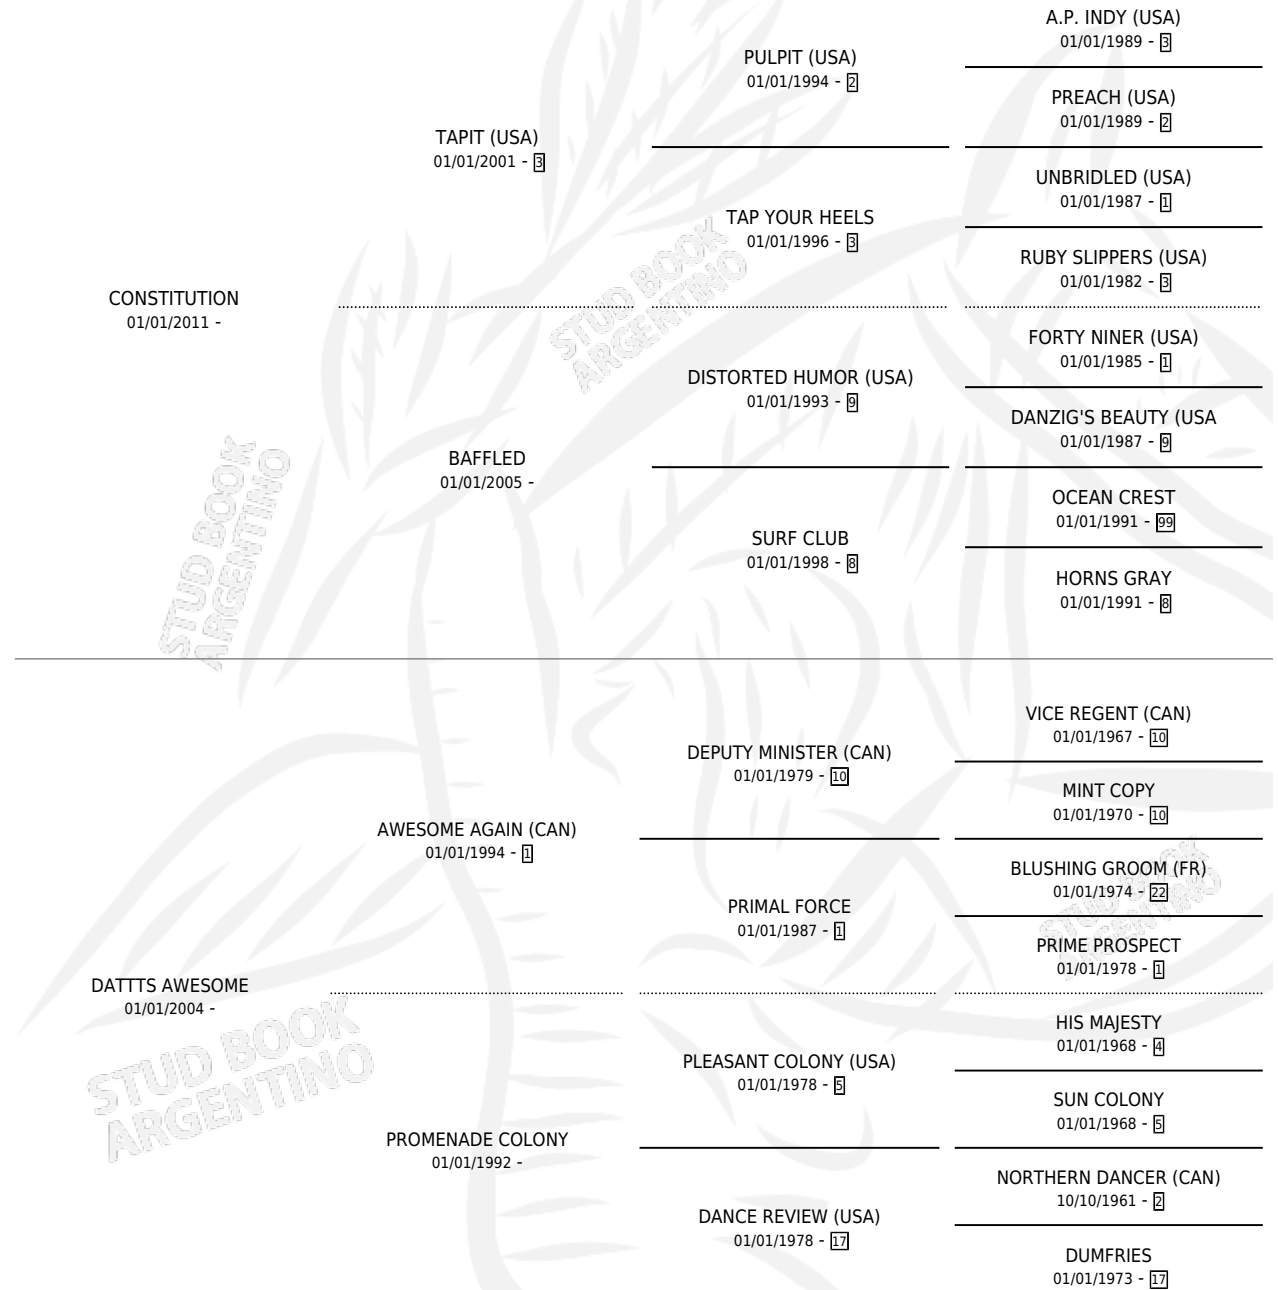 A.P. INDY (USA)
01/01/1989 - 3
PULPIT (USA)
01/01/1994 - 2
PREACH (USA)
01/01/1989 - 2
TAPIT (USA)
01/01/2001 - 3
UNBRIDLED (USA)
01/01/1987 - 1
TAP YOUR HEELS
01/01/1996 - 3
RUBY SLIPPERS (USA)
01/01/1982 - 3
CONSTITUTION
01/01/2011 -
FORTY NINER (USA)
01/01/1985 - 1
DISTORTED HUMOR (USA)
01/01/1993 - 9
DANZIG'S BEAUTY (USA
01/01/1987 - 9
BAFFLED
01/01/2005 -
OCEAN CREST
01/01/1991 - 99
SURF CLUB
01/01/1998 - 8
HORNS GRAY
01/01/1991 - 8
STUD BOOK
ARGENTINO
STUD BOOK
ARGENTINO
VICE REGENT (CAN)
01/01/1967 - 10
DEPUTY MINISTER (CAN)
01/01/1979 - 10
MINT COPY
01/01/1970 - 10
AWESOME AGAIN (CAN)
01/01/1994 - 1
BLUSHING GROOM (FR)
01/01/1974 - 22
PRIMAL FORCE
01/01/1987 - 1
PRIME PROSPECT
01/01/1978 - 1
DATTTS AWESOME
01/01/2004 -
HIS MAJESTY
01/01/1968 - 4
PLEASANT COLONY (USA)
01/01/1978 - 5
SUN COLONY
01/01/1968 - 5
PROMENADE COLONY
01/01/1992 -
NORTHERN DANCER (CAN)
10/10/1961 - 2
DANCE REVIEW (USA)
01/01/1978 - 17
DUMFRIES
01/01/1973 - 17
STUD BOOK
ARGENTINO
STUD BOOK
ARGENTINO